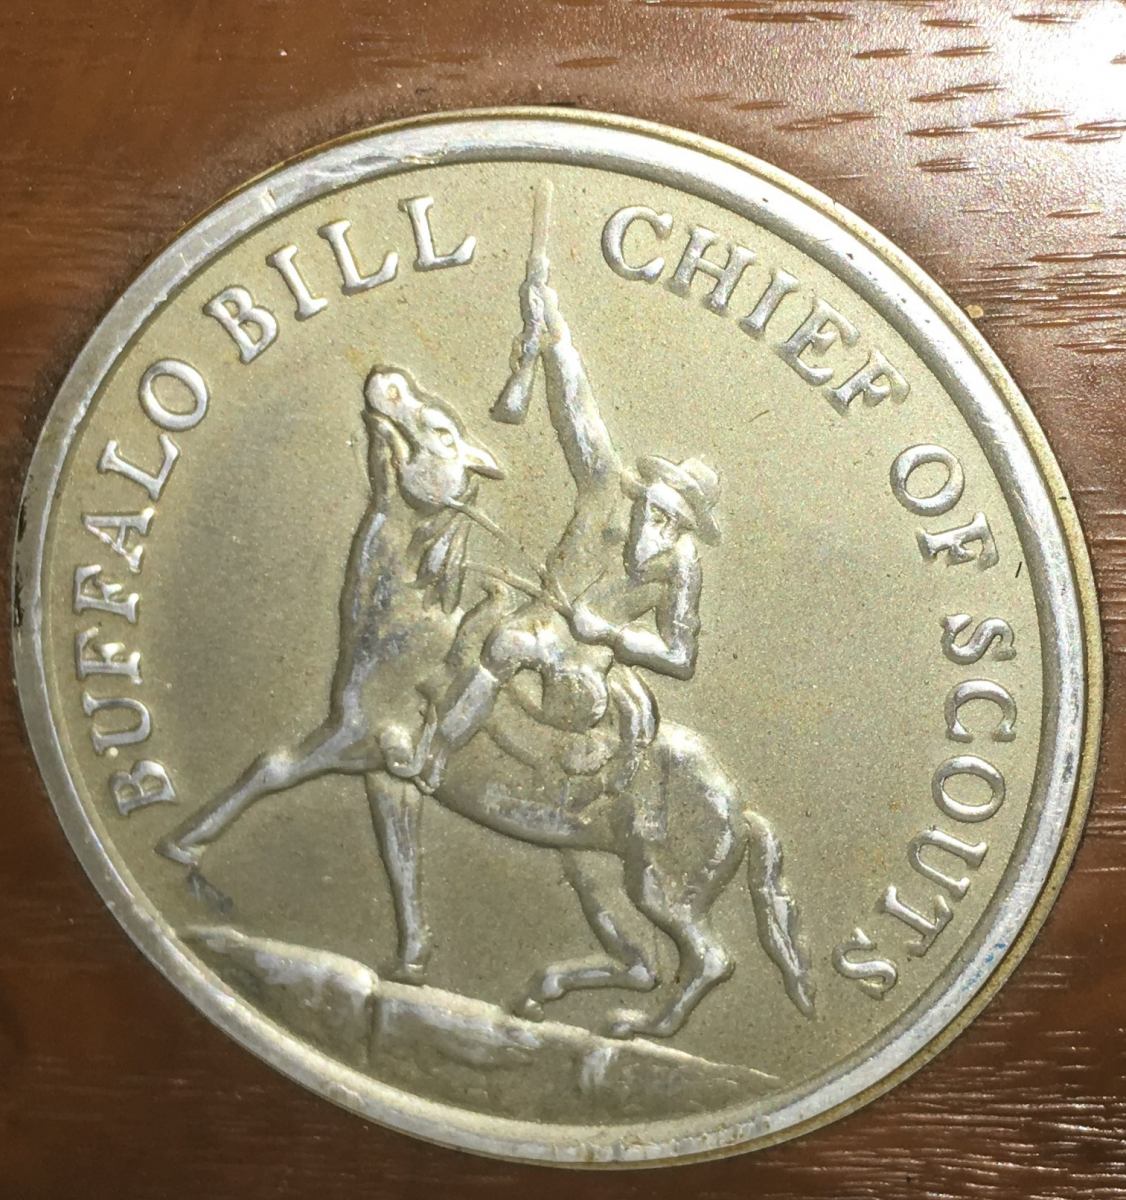 BUFFALO BILL CHIEF OF SCOUTS